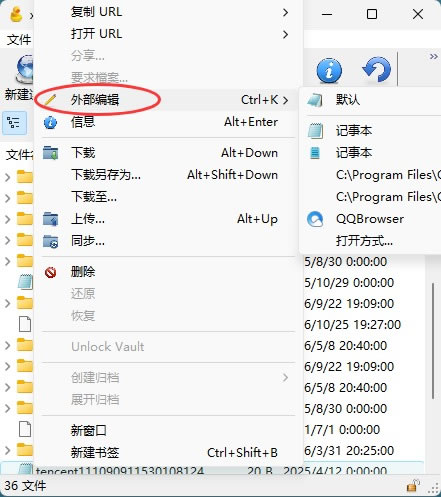 复制 URL
打开 URL
文件
分享...
要求檔案...
新建
外部编辑 Ctrl+K
默认
信息 Alt+Enter
记事本
下载 Alt+Down
记事本
下载另存为... Alt+Shift+Down
C:\Program Files\
下载至...
C:\Program Files\
上传... Alt+Up
QQBrowser
同步...
打开方式...
5/8/30 0:00:00
删除
5/10/29 0:00:00
还原
6/9/22 19:09:00
恢复
6/10/25 19:27:00
Unlock Vault
6/5/8 20:40:00
6/9/22 19:09:00
创建归档
6/5/8 20:40:00
展开归档
6/5/8 20:40:00
1/7/1 0:00:00
新窗口
新建书签 Ctrl+Shift+B
6/3/31 20:25:00
tencent111090911530108124 20 B 2025/4/12 0:00:00
36 文件